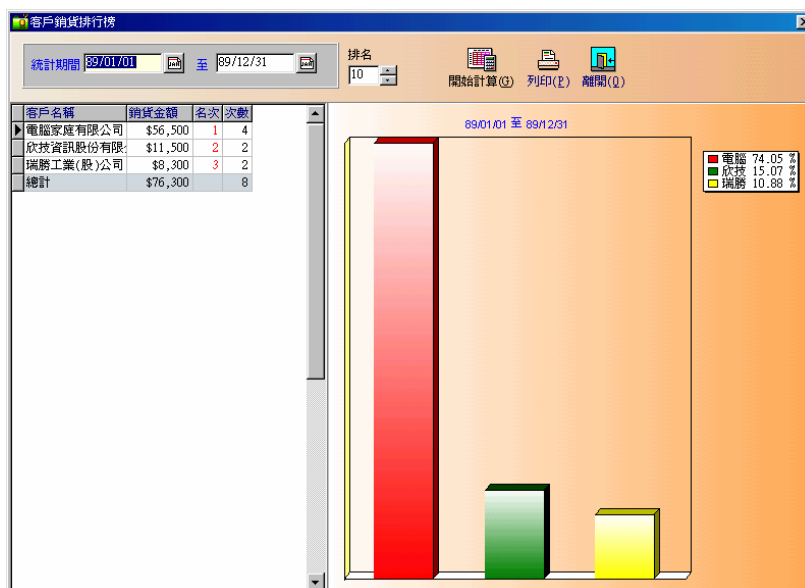 客戶銷貨排行榜
統計期間 89/01/01 至 89/12/31
排名
10
開始計算(G) 列印(P) 離開(Q)
客戶名稱 銷貨金額 名次 次數
電腦家庭有限公司 $56,500 1 4
欣技資訊股份有限 $11,500 2 2
瑞勝工業(股)公司 $8,300 3 2
總計 $76,300 8
89/01/01 至 89/12/31
電腦 74.05 %
欣技 15.07 %
瑞勝 10.88 %